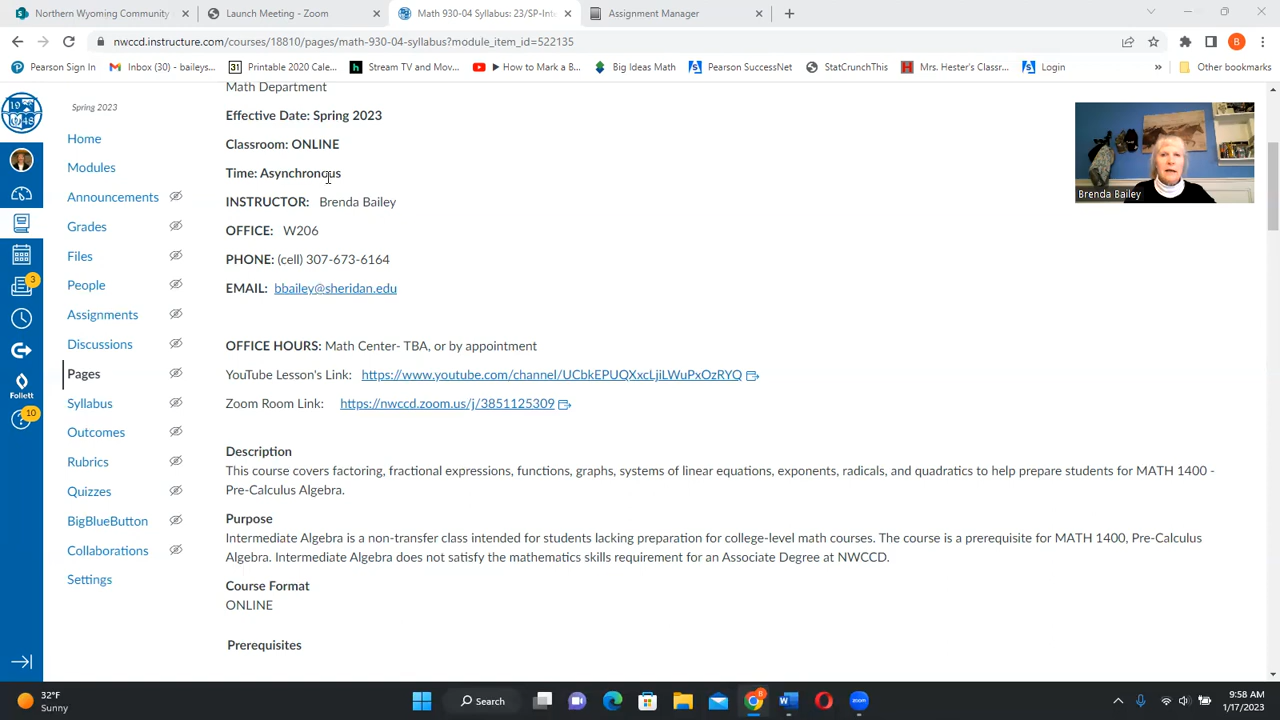 Northern Wyoming Community
Launch Meeting - Zoom
Math 930-04 Syllabus: 23/SP-Inte
Assignment Manager
nwccd.instructure.com/courses/18810/pages/math-930-04-syllabus?module_item_id=522135
B
Pearson Sign In
Inbox (30) - baileys...
31 Printable 2020 Cale...
h Stream TV and Mov...
How to Mark a B...
Big Ideas Math
Pearson SuccessNet
StatCrunchThis
H Mrs. Hester's Classr...
Login
»
Other bookmarks
Spring 2023
Home
Modules
Announcements
Grades
Files
People
Assignments
Discussions
Pages
Syllabus
Outcomes
Rubrics
Quizzes
BigBlueButton
Collaborations
Settings
3
Follett
10
Math Department
Effective Date: Spring 2023
Classroom: ONLINE
Time: Asynchronous
INSTRUCTOR: Brenda Bailey
OFFICE: W206
PHONE: (cell) 307-673-6164
EMAIL: bbailey@sheridan.edu
OFFICE HOURS: Math Center- TBA, or by appointment
YouTube Lesson's Link: https://www.youtube.com/channel/UCbkEPUQXxcLjiLWuPxOzRYQ
Zoom Room Link: https://nwccd.zoom.us/j/3851125309
Description
This course covers factoring, fractional expressions, functions, graphs, systems of linear equations, exponents, radicals, and quadratics to help prepare students for MATH 1400 -
Pre-Calculus Algebra.
Purpose
Intermediate Algebra is a non-transfer class intended for students lacking preparation for college-level math courses. The course is a prerequisite for MATH 1400, Pre-Calculus
Algebra. Intermediate Algebra does not satisfy the mathematics skills requirement for an Associate Degree at NWCCD.
Course Format
ONLINE
Prerequisites
Brenda Bailey
32°F
Sunny
Search
zoom
9:58 AM
1/17/2023